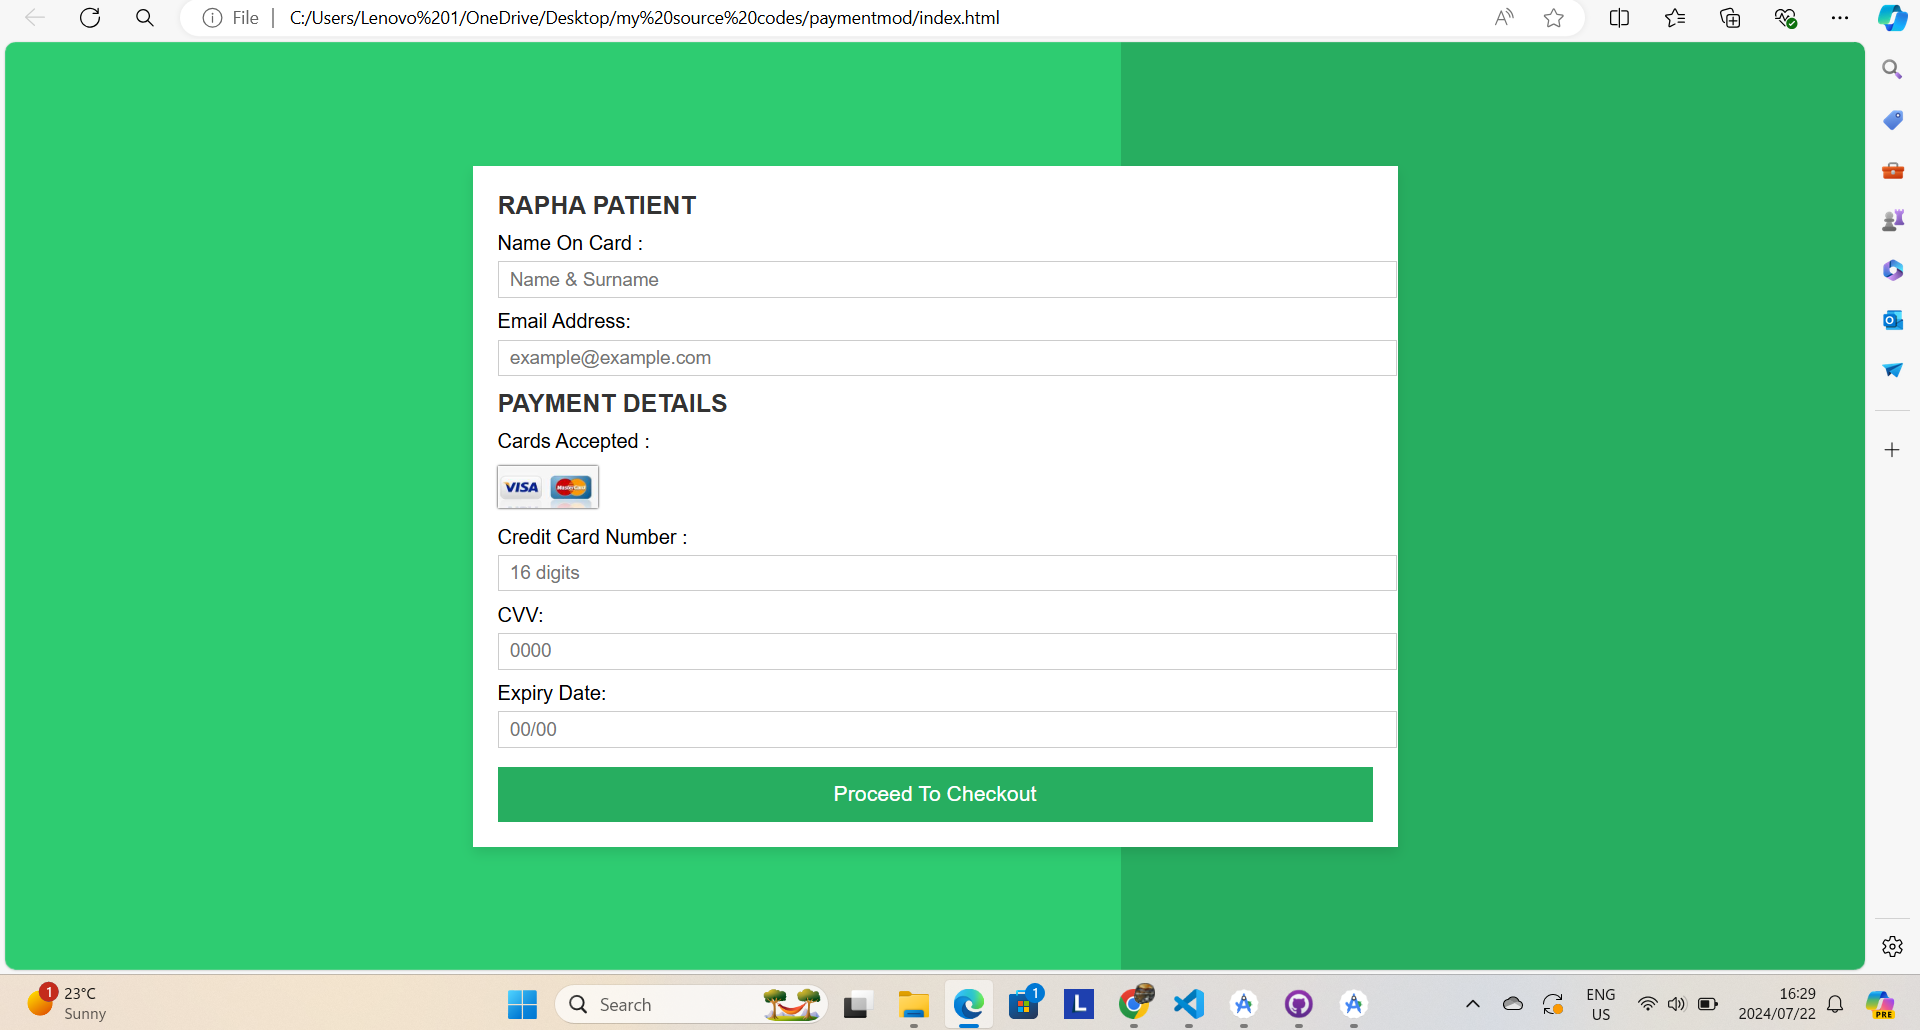 File | C:/Users/Lenovo%201/OneDrive/Desktop/my%20source%20codes/paymentmod/index.html
RAPHA PATIENT
Name On Card :
Name & Surname
Email Address:
example@example.com
PAYMENT DETAILS
Cards Accepted :
VISA MasterCard
Credit Card Number :
16 digits
CVV:
0000
Expiry Date:
00/00
Proceed To Checkout
1
23°C
Sunny
Search
1
L
ENG
US
16:29
2024/07/22
PRE